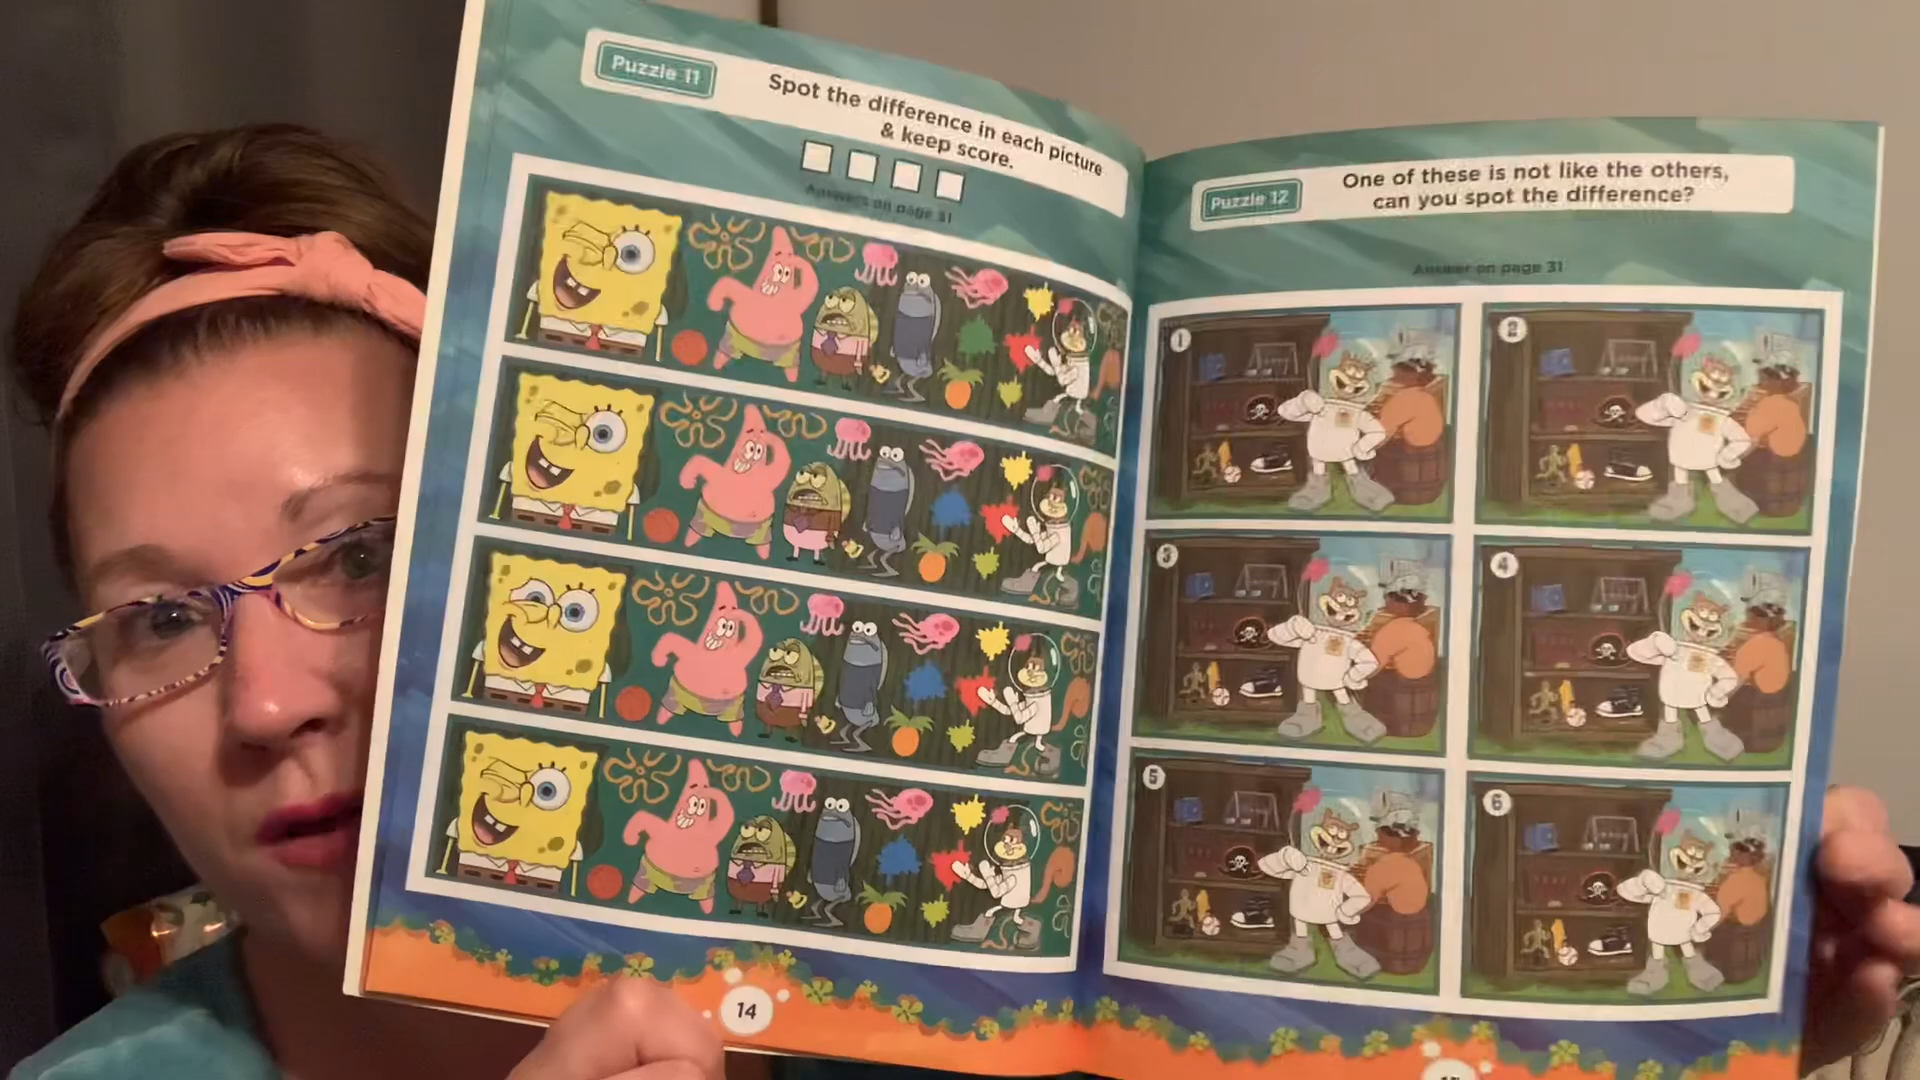 Puzzle 11
Spot the difference in each picture
& keep score.
Answers on page 31
14
Puzzle 12
One of these is not like the others,
can you spot the difference?
Answer on page 31
1
2
3
4
5
6